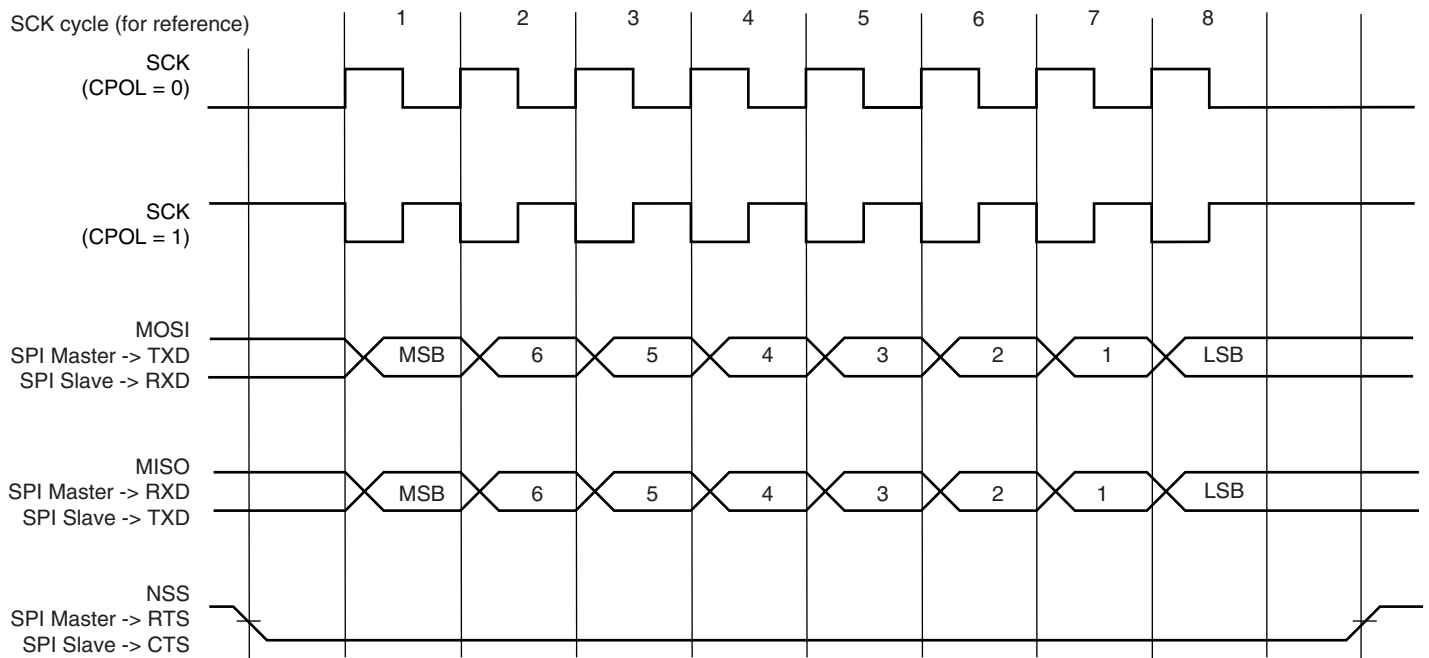 SCK cycle (for reference)
1 2 3 4 5 6 7 8
SCK
(CPOL = 0)
SCK
(CPOL = 1)
MOSI
SPI Master -> TXD
SPI Slave -> RXD
MSB 6 5 4 3 2 1 LSB
MISO
SPI Master -> RXD
SPI Slave -> TXD
MSB 6 5 4 3 2 1 LSB
NSS
SPI Master -> RTS
SPI Slave -> CTS